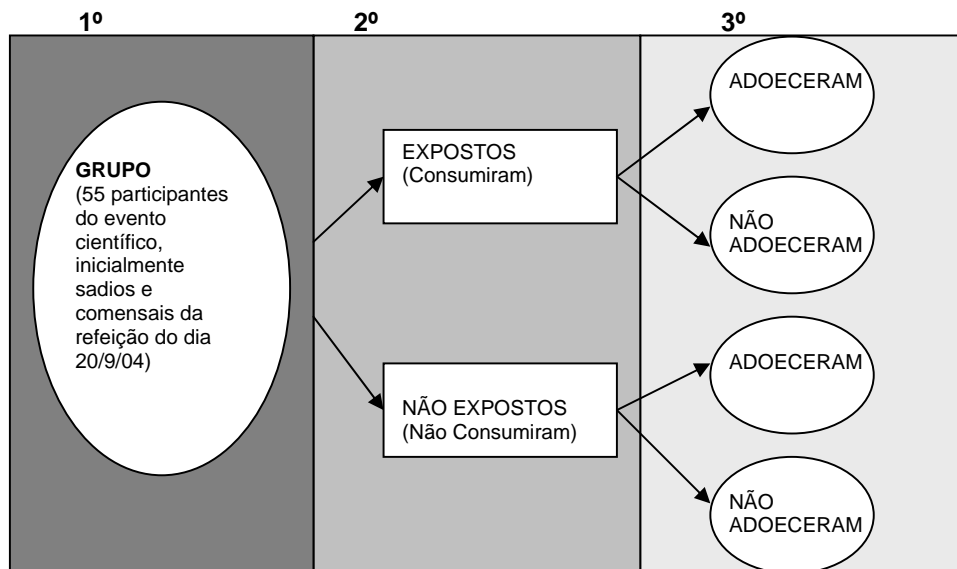 1º
2º
3º
GRUPO
(55 participantes
do evento
científico,
inicialmente
sadios e
comensais da
refeição do dia
20/9/04)
EXPOSTOS
(Consumiram)
NÃO EXPOSTOS
(Não Consumiram)
ADOECERAM
NÃO
ADOECERAM
ADOECERAM
NÃO
ADOECERAM